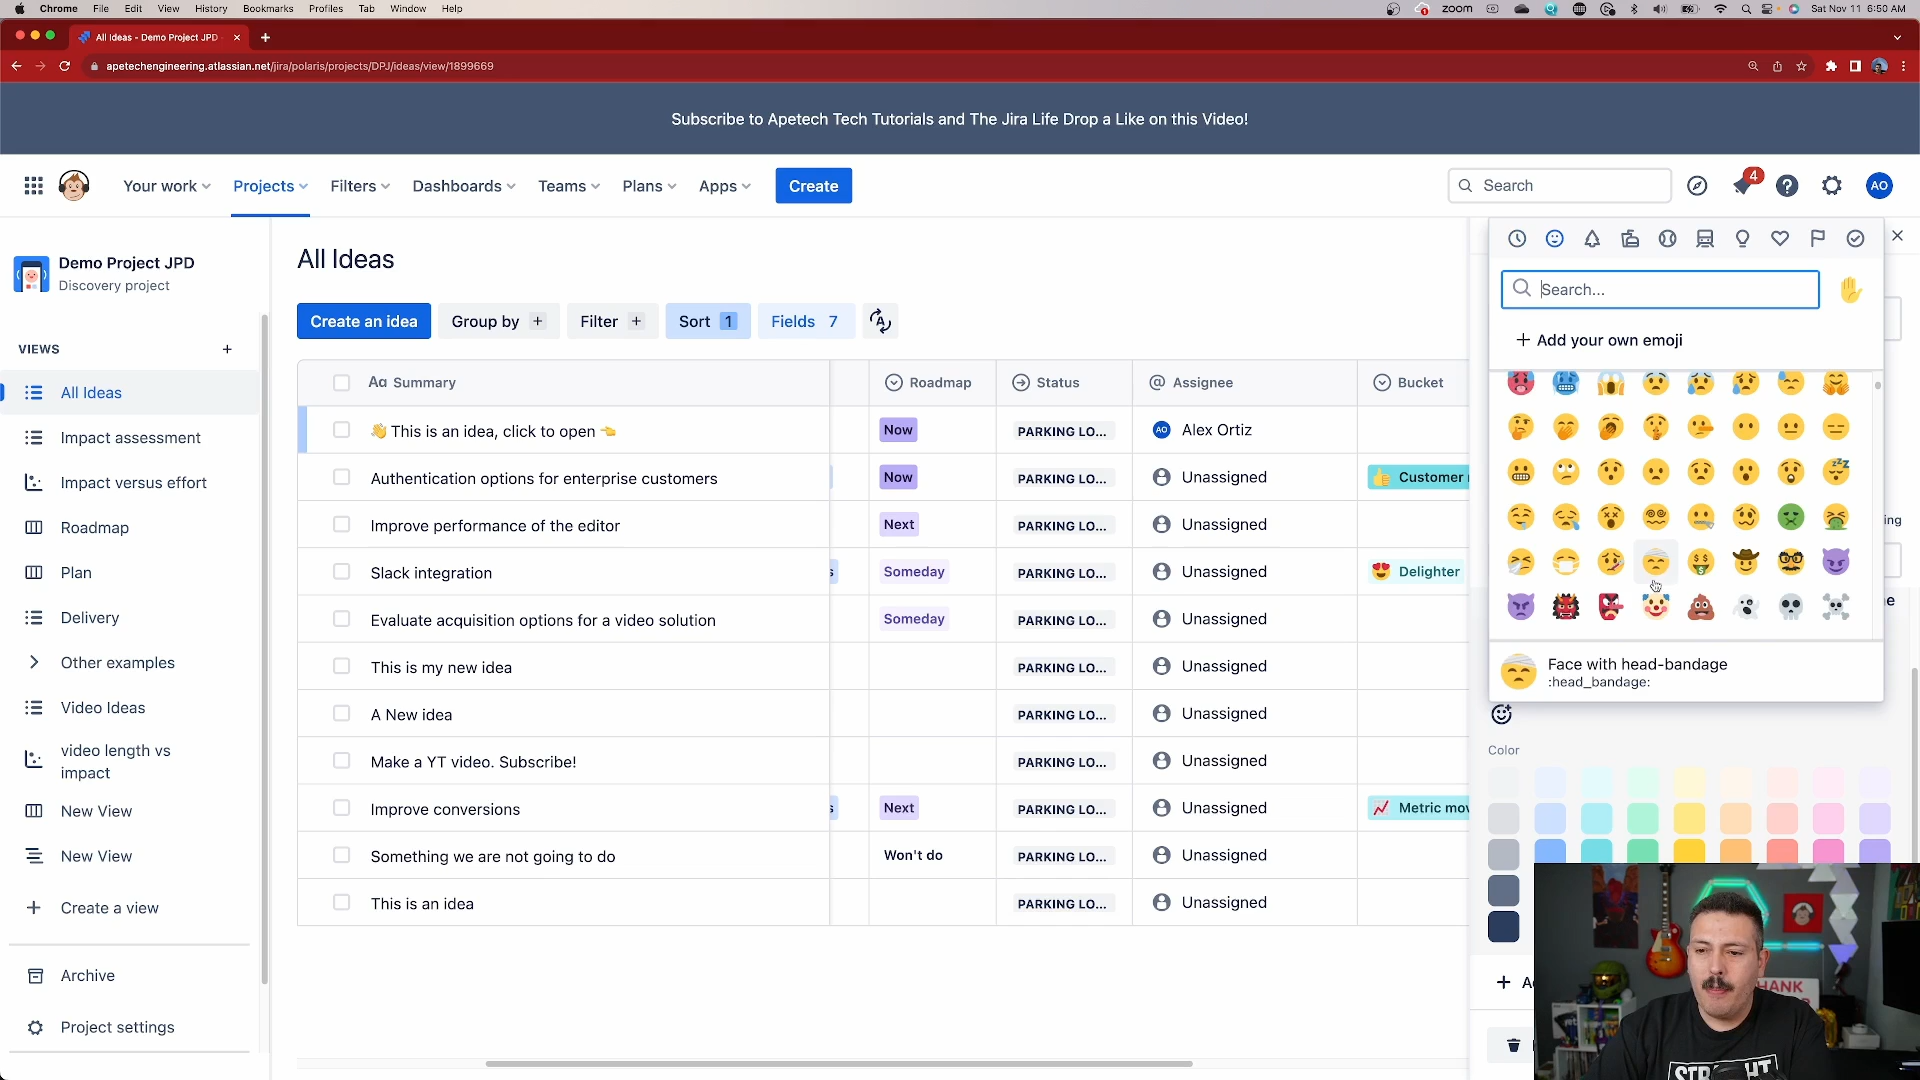 Chrome File Edit View History Bookmarks Profiles Tab Window Help
zoom
Sat Nov 11 6:50 AM
All Ideas - Demo Project JPD
apetechengineering.atlassian.net/jira/polaris/projects/DPJ/ideas/view/1899669
Subscribe to Apetech Tech Tutorials and The Jira Life Drop a Like on this Video!
Your work Projects Filters Dashboards Teams Plans Apps Create
Search
4
AO
Demo Project JPD
Discovery project
VIEWS
All Ideas
Impact assessment
Impact versus effort
Roadmap
Plan
Delivery
Other examples
Video Ideas
video length vs
impact
New View
New View
Create a view
Archive
Project settings
All Ideas
Create an idea Group by Filter Sort 1 Fields 7
Aa Summary Roadmap Status @ Assignee Bucket
👋 This is an idea, click to open 👈 Now PARKING LO... AO Alex Ortiz
Authentication options for enterprise customers Now PARKING LO... Unassigned 👍 Customer
Improve performance of the editor Next PARKING LO... Unassigned
Slack integration Someday PARKING LO... Unassigned 😍 Delighter
Evaluate acquisition options for a video solution Someday PARKING LO... Unassigned
This is my new idea PARKING LO... Unassigned
A New idea PARKING LO... Unassigned
Make a YT video. Subscribe! PARKING LO... Unassigned
Improve conversions Next PARKING LO... Unassigned 📈 Metric mov
Something we are not going to do Won't do PARKING LO... Unassigned
This is an idea PARKING LO... Unassigned
Search...
+ Add your own emoji
ing
e
Face with head-bandage
:head_bandage:
Color
STRAIGHT